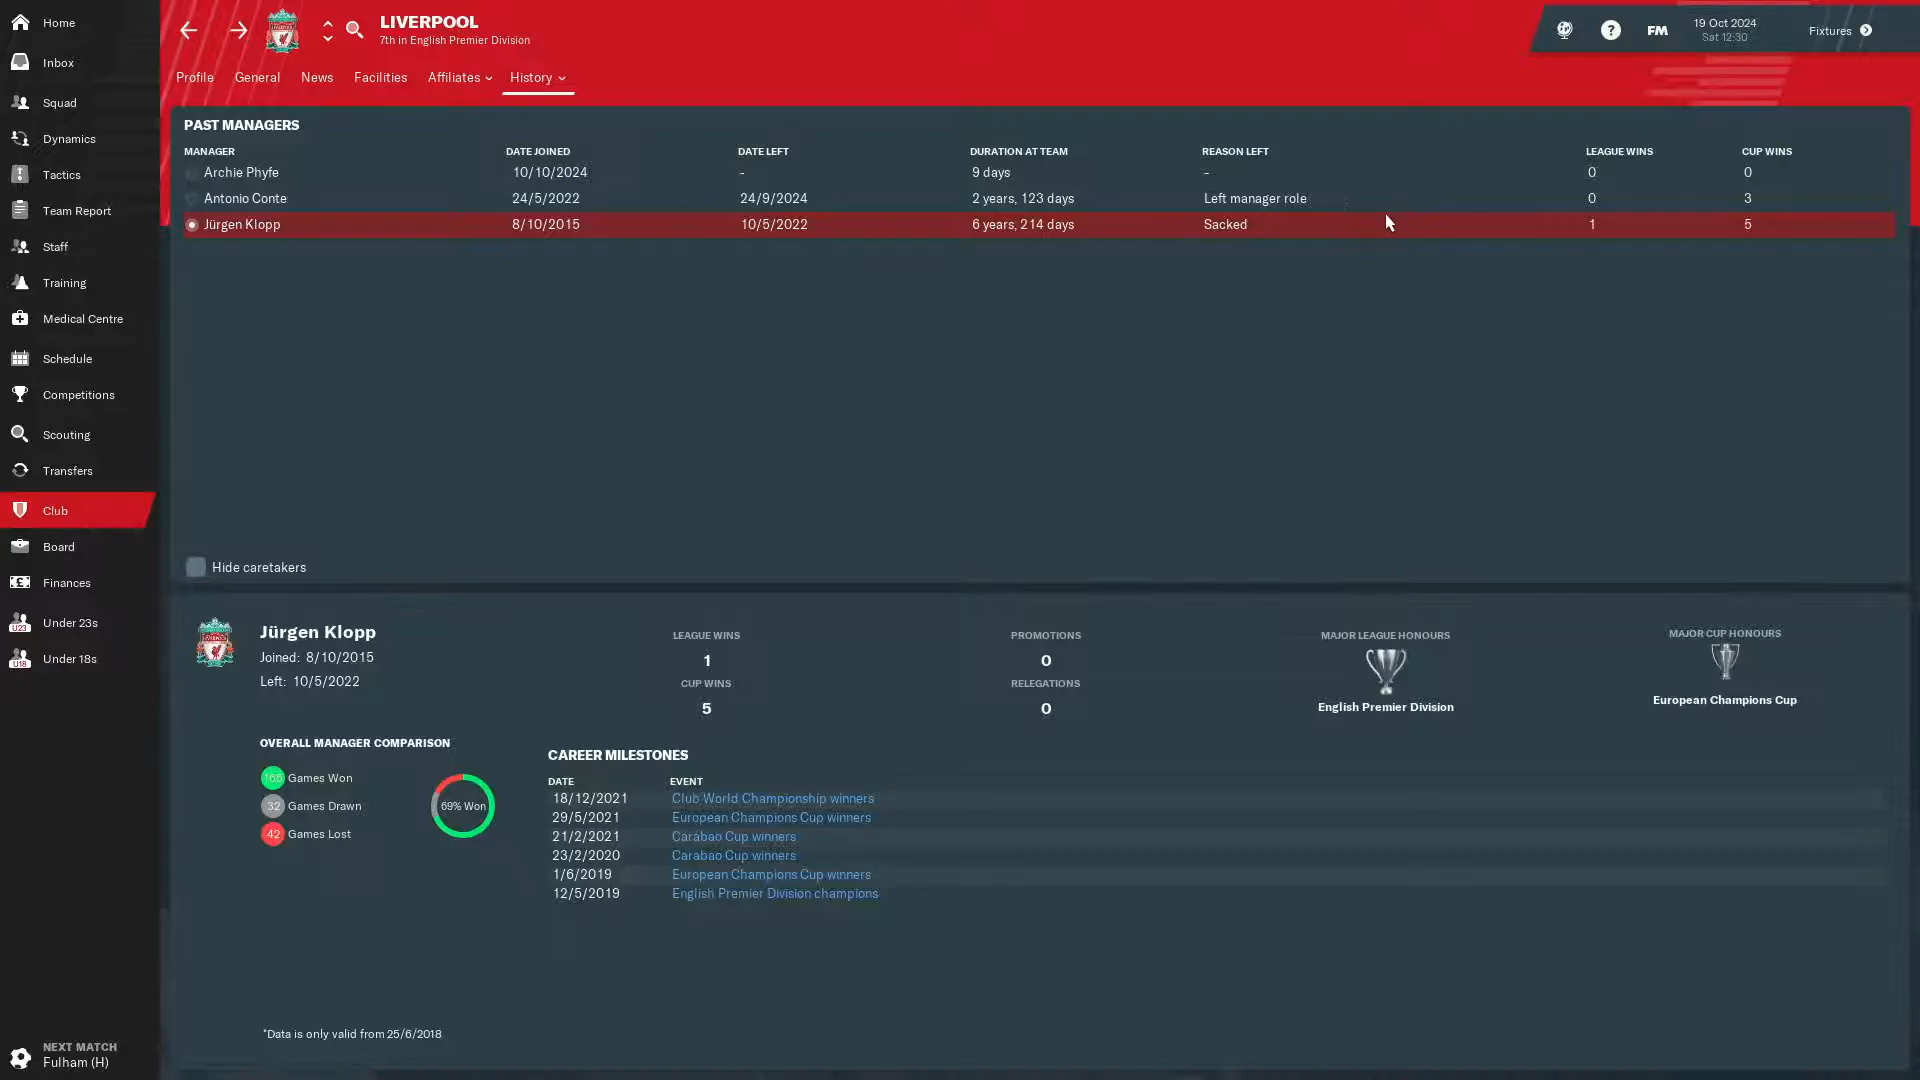 Home
Inbox
Squad
Dynamics
Tactics
Team Report
Staff
Training
Medical Centre
Schedule
Competitions
Scouting
Transfers
Club
Board
Finances
U23 Under 23s
U18 Under 18s
NEXT MATCH
Fulham (H)
LIVERPOOL
7th in English Premier Division
? FM 19 Oct 2024
Sat 12:30
Fixtures
Profile General News Facilities Affiliates History
PAST MANAGERS
MANAGER DATE JOINED DATE LEFT DURATION AT TEAM REASON LEFT LEAGUE WINS CUP WINS
Archie Phyfe 10/10/2024 - 9 days - 0 0
Antonio Conte 24/5/2022 24/9/2024 2 years, 123 days Left manager role 0 3
Jürgen Klopp 8/10/2015 10/5/2022 6 years, 214 days Sacked 1 5
Hide caretakers
Jürgen Klopp
Joined: 8/10/2015
Left: 10/5/2022
LEAGUE WINS
1
CUP WINS
5
PROMOTIONS
0
RELEGATIONS
0
MAJOR LEAGUE HONOURS
English Premier Division
MAJOR CUP HONOURS
European Champions Cup
OVERALL MANAGER COMPARISON
165 Games Won
32 Games Drawn
42 Games Lost
69% Won
CAREER MILESTONES
DATE EVENT
18/12/2021 Club World Championship winners
29/5/2021 European Champions Cup winners
21/2/2021 Carabao Cup winners
23/2/2020 Carabao Cup winners
1/6/2019 European Champions Cup winners
12/5/2019 English Premier Division champions
*Data is only valid from 25/6/2018